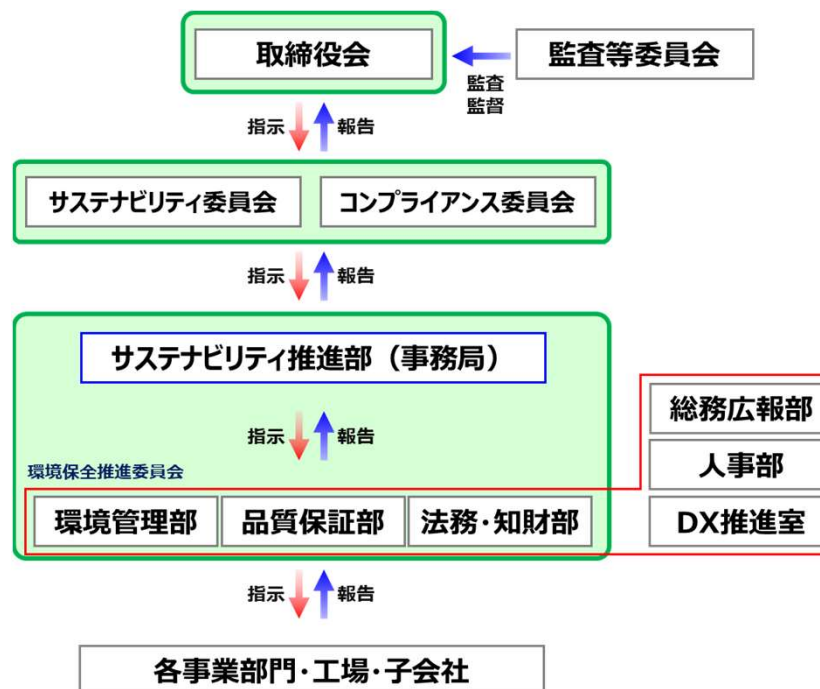 取締役会
監査等委員会
監査
監督
指示
報告
サステナビリティ委員会
コンプライアンス委員会
指示
報告
サステナビリティ推進部（事務局）
指示
報告
環境保全推進委員会
総務広報部
人事部
環境管理部
品質保証部
法務・知財部
DX推進室
指示
報告
各事業部門・工場・子会社